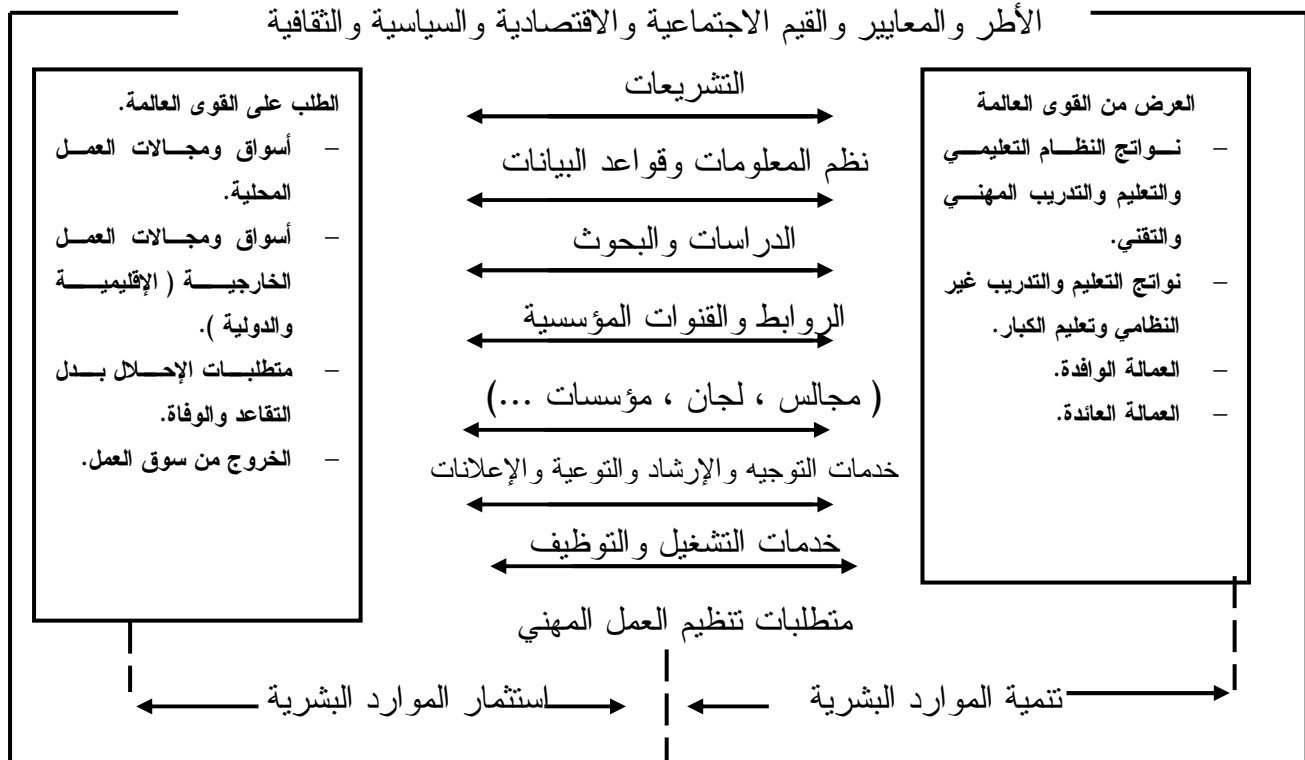 الأطر والمعايير والقيم الاجتماعية والاقتصادية والسياسية والثقافية
العرض من القوى العالمة
– نواتج النظام التعليمي
والتعليم والتدريب المهني
والتقني.
– نواتج التعليم والتدريب غير
النظامي وتعليم الكبار.
– العمالة الوافدة.
– العمالة العائدة.
التشريعات
نظم المعلومات وقواعد البيانات
الدراسات والبحوث
الروابط والقنوات المؤسسية
( مجالس ، لجان ، مؤسسات ...)
خدمات التوجيه والإرشاد والتوعية والإعلانات
خدمات التشغيل والتوظيف
متطلبات تنظيم العمل المهني
الطلب على القوى العالمة.
– أسواق ومجالات العمل
المحلية.
– أسواق ومجالات العمل
الخارجية ( الإقليمية
والدولية ).
– متطلبات الإحلال بدل
التقاعد والوفاة.
– الخروج من سوق العمل.
تنمية الموارد البشرية
استثمار الموارد البشرية